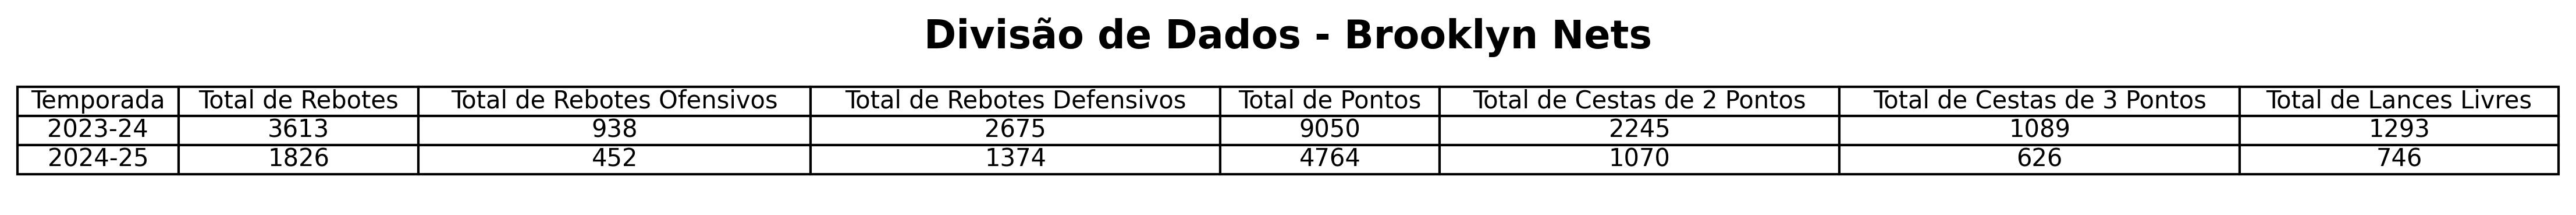 Divisão de Dados - Brooklyn Nets
Temporada Total de Rebotes Total de Rebotes Ofensivos Total de Rebotes Defensivos Total de Pontos Total de Cestas de 2 Pontos Total de Cestas de 3 Pontos Total de Lances Livres
2023-24 3613 938 2675 9050 2245 1089 1293
2024-25 1826 452 1374 4764 1070 626 746